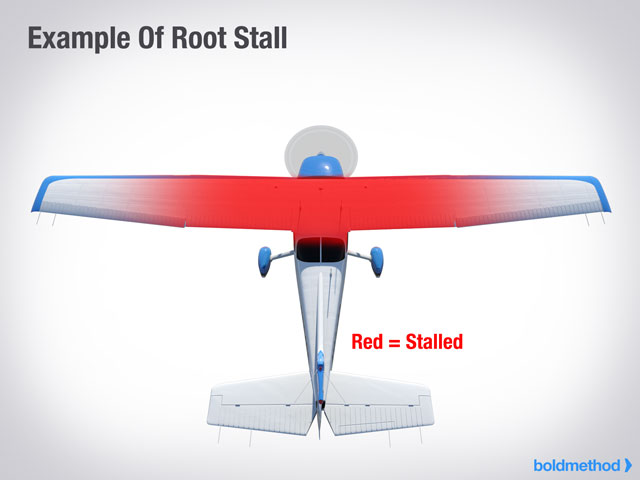 Example Of Root Stall
Red = Stalled
boldmethod